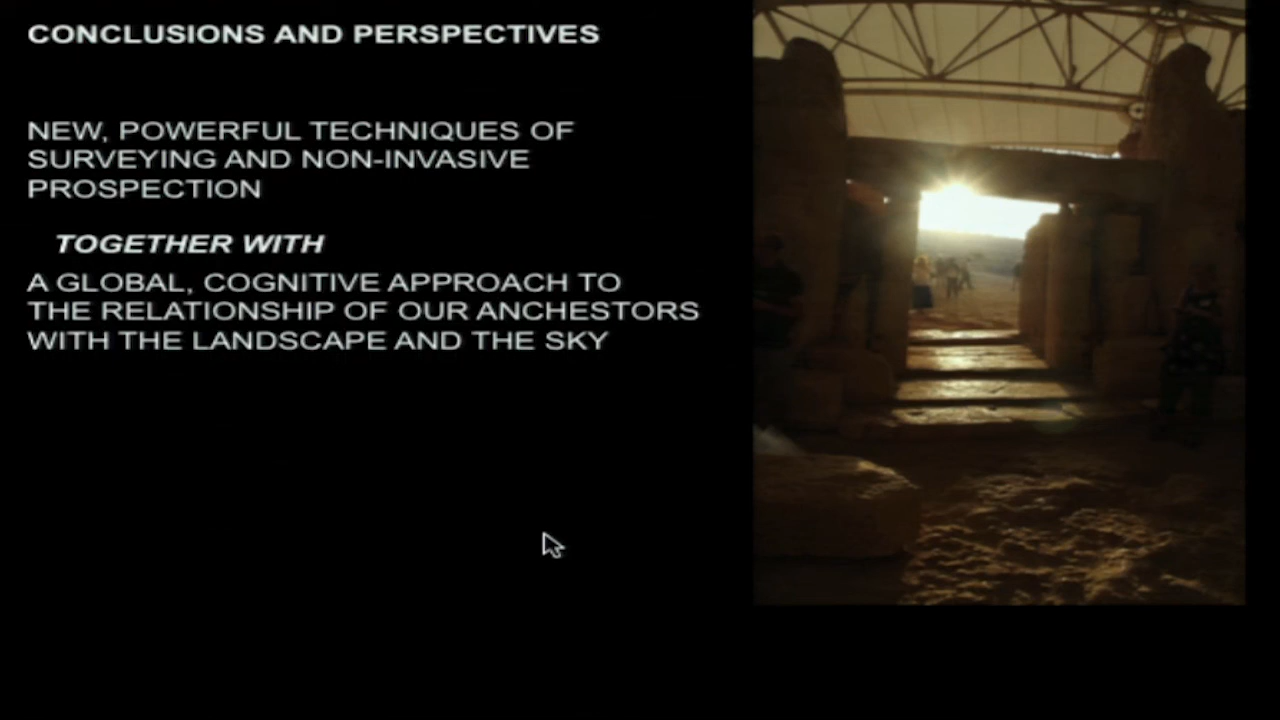 CONCLUSIONS AND PERSPECTIVES
NEW, POWERFUL TECHNIQUES OF
SURVEYING AND NON-INVASIVE
PROSPECTION
TOGETHER WITH
A GLOBAL, COGNITIVE APPROACH TO
THE RELATIONSHIP OF OUR ANCHESTORS
WITH THE LANDSCAPE AND THE SKY